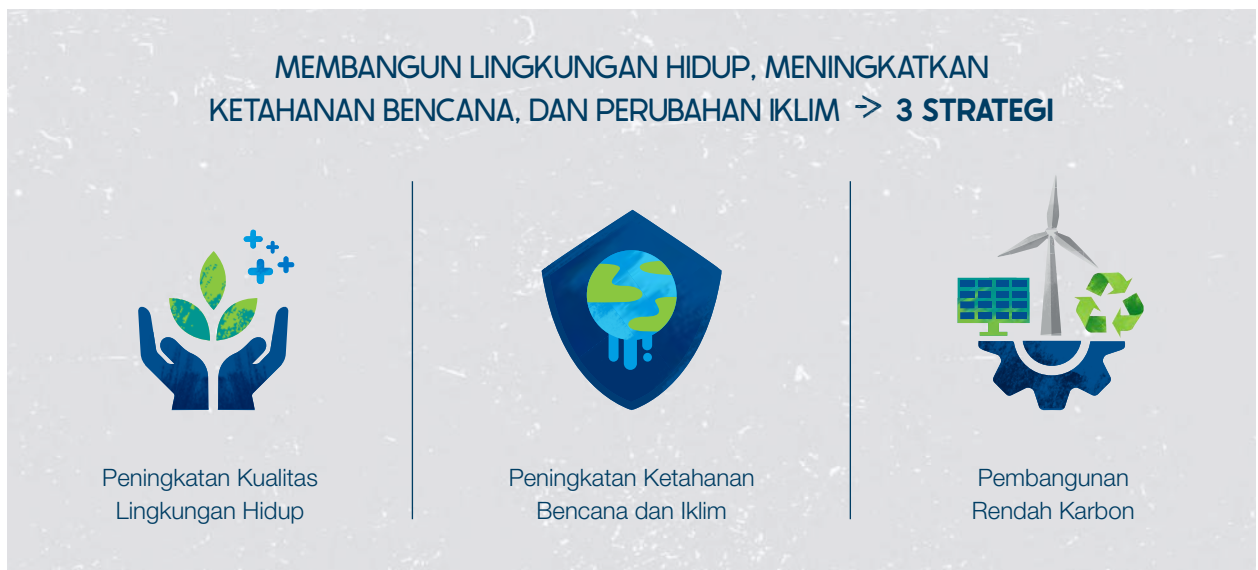 MEMBANGUN LINGKUNGAN HIDUP, MENINGKATKAN
KETAHANAN BENCANA, DAN PERUBAHAN IKLIM -> 3 STRATEGI
Peningkatan Kualitas
Lingkungan Hidup
Peningkatan Ketahanan
Bencana dan Iklim
Pembangunan
Rendah Karbon